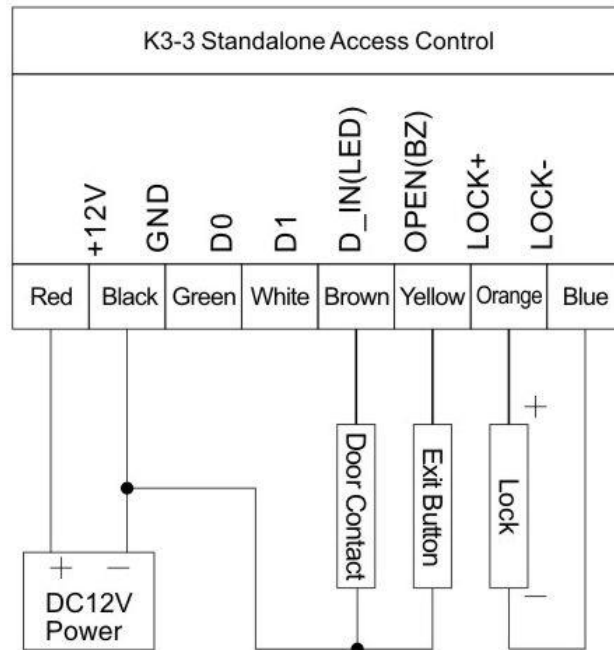 K3-3 Standalone Access Control
+12V
GND
D0
D1
D_IN(LED)
OPEN(BZ)
LOCK+
LOCK-
Red
Black
Green
White
Brown
Yellow
Orange
Blue
Door Contact
Exit Button
+
Lock
—
+ —
DC12V
Power